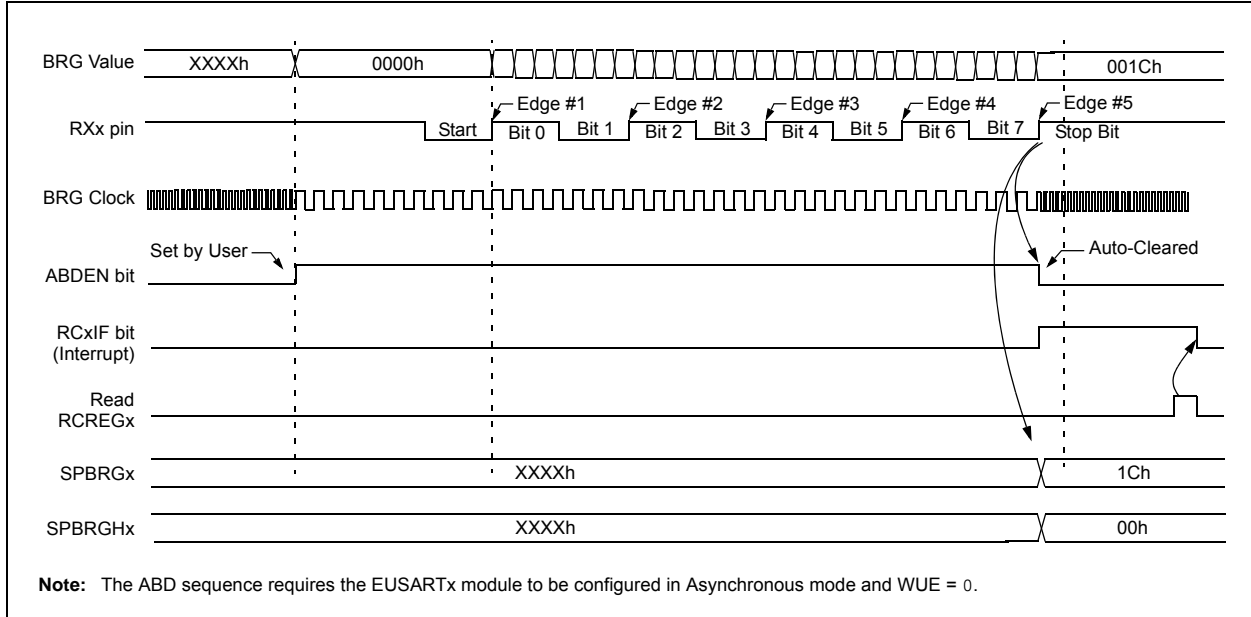 BRG Value XXXXh 0000h 001Ch
Edge #1 Edge #2 Edge #3 Edge #4 Edge #5
RXx pin Start Bit 0 Bit 1 Bit 2 Bit 3 Bit 4 Bit 5 Bit 6 Bit 7 Stop Bit
BRG Clock
Set by User Auto-Cleared
ABDEN bit
RCxIF bit
(Interrupt)
Read
RCREGx
SPBRGx XXXXh 1Ch
SPBRGHx XXXXh 00h
Note: The ABD sequence requires the EUSARTx module to be configured in Asynchronous mode and WUE = 0.